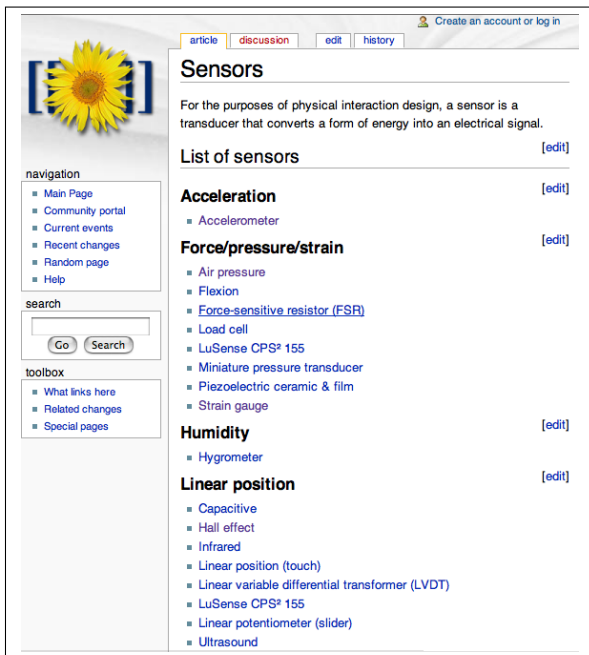 Create an account or log in
article
discussion
edit
history
Sensors
For the purposes of physical interaction design, a sensor is a
transducer that converts a form of energy into an electrical signal.
List of sensors
[edit]
Acceleration
[edit]
Accelerometer
Force/pressure/strain
[edit]
Air pressure
Flexion
Force-sensitive resistor (FSR)
Load cell
LuSense CPS² 155
Miniature pressure transducer
Piezoelectric ceramic & film
Strain gauge
Humidity
[edit]
Hygrometer
Linear position
[edit]
Capacitive
Hall effect
Infrared
Linear position (touch)
Linear variable differential transformer (LVDT)
LuSense CPS² 155
Linear potentiometer (slider)
Ultrasound
navigation
Main Page
Community portal
Current events
Recent changes
Random page
Help
search
Go
Search
toolbox
What links here
Related changes
Special pages